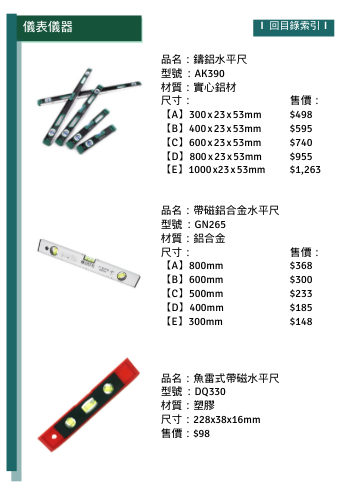 儀表儀器
I 回目錄索引 I
品名：鑄鋁水平尺
型號：AK390
材質：實心鋁材
尺寸： 售價：
【A】300x23x53mm $498
【B】400x23x53mm $595
【C】600x23x53mm $740
【D】800x23x53mm $955
【E】1000x23x53mm $1,263
品名：帶磁鋁合金水平尺
型號：GN265
材質：鋁合金
尺寸： 售價：
【A】800mm $368
【B】600mm $300
【C】500mm $233
【D】400mm $185
【E】300mm $148
品名：魚雷式帶磁水平尺
型號：DQ330
材質：塑膠
尺寸：228x38x16mm
售價：$98